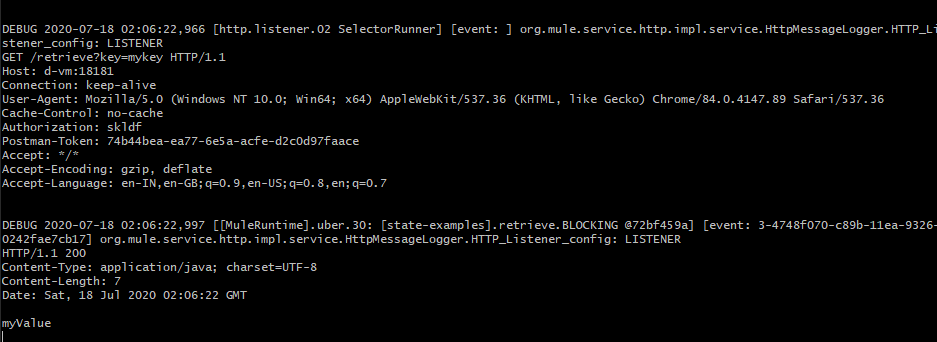 DEBUG 2020-07-18 02:06:22,966 [http.listener.02 SelectorRunner] [event: ] org.mule.service.http.impl.service.HttpMessageLogger.HTTP_Li
stener_config: LISTENER
GET /retrieve?key=mykey HTTP/1.1
Host: d-vm:18181
Connection: keep-alive
User-Agent: Mozilla/5.0 (Windows NT 10.0; Win64; x64) AppleWebKit/537.36 (KHTML, like Gecko) Chrome/84.0.4147.89 Safari/537.36
Cache-Control: no-cache
Authorization: skldf
Postman-Token: 74b44bea-ea77-6e5a-acfe-d2c0d97faace
Accept: */*
Accept-Encoding: gzip, deflate
Accept-Language: en-IN,en-GB;q=0.9,en-US;q=0.8,en;q=0.7
DEBUG 2020-07-18 02:06:22,997 [[MuleRuntime].uber.30: [state-examples].retrieve.BLOCKING @72bf459a] [event: 3-4748f070-c89b-11ea-9326-
0242fae7cb17] org.mule.service.http.impl.service.HttpMessageLogger.HTTP_Listener_config: LISTENER
HTTP/1.1 200
Content-Type: application/java; charset=UTF-8
Content-Length: 7
Date: Sat, 18 Jul 2020 02:06:22 GMT
myValue